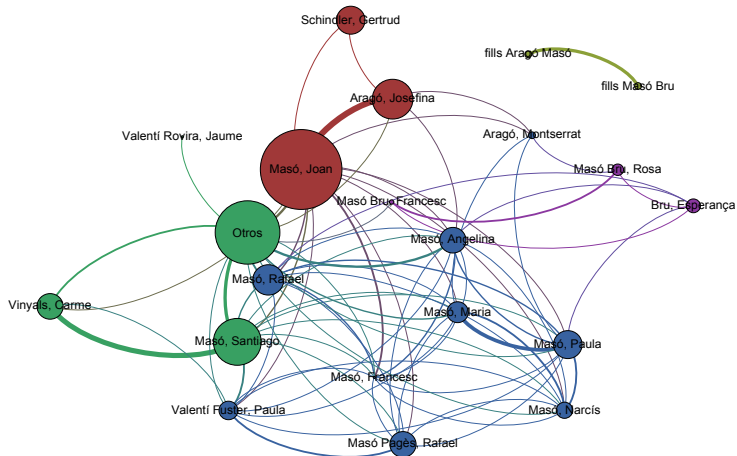 Schindler, Gertrud
fills Aragó Masó
fills Masó Bru
Aragó, Josefina
Valentí Rovira, Jaume
Aragó, Montserrat
Masó, Joan
Masó Bru, Rosa
Masó Bru, Francesc
Bru, Esperança
Otros
Masó, Angelina
Masó, Rafael
Vinyals, Carme
Masó, Maria
Masó, Santiago
Masó, Paula
Masó, Francesc
Valentí Fuster, Paula
Masó, Narcís
Masó Pagès, Rafael